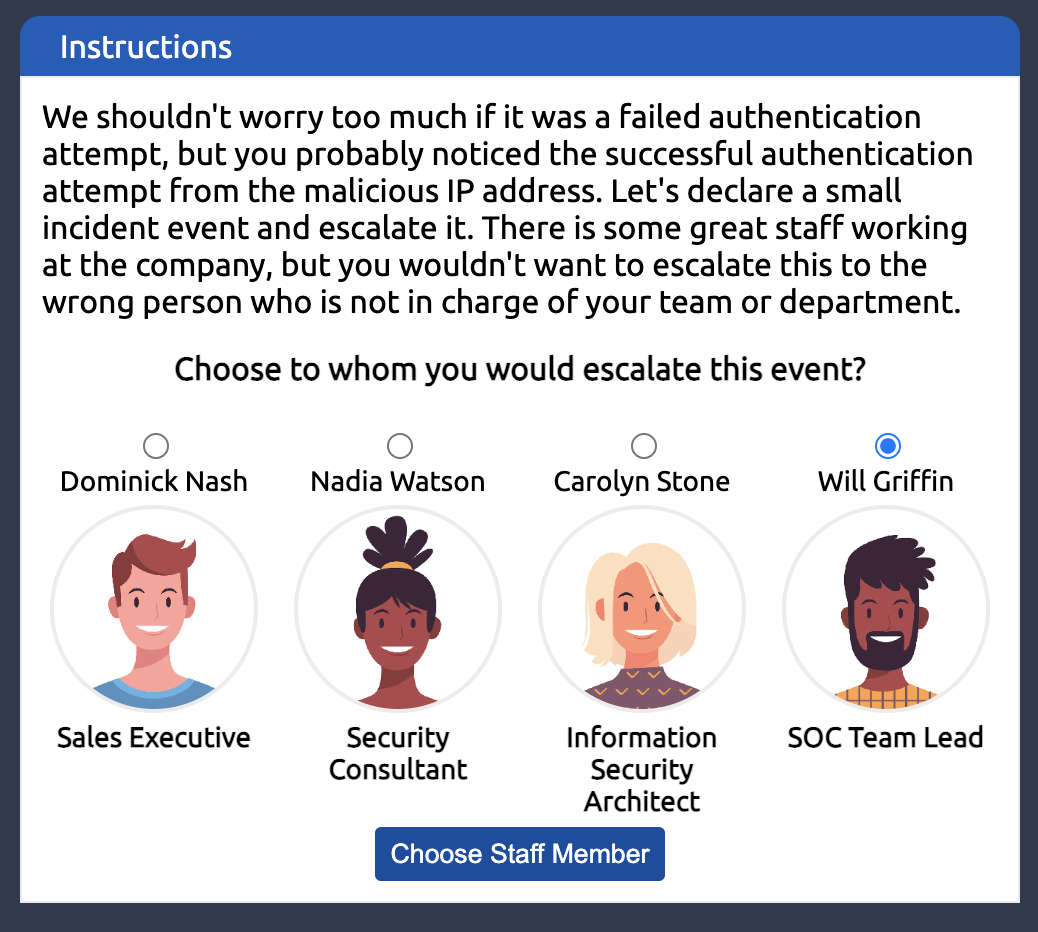 Instructions
We shouldn't worry too much if it was a failed authentication
attempt, but you probably noticed the successful authentication
attempt from the malicious IP address. Let's declare a small
incident event and escalate it. There is some great staff working
at the company, but you wouldn't want to escalate this to the
wrong person who is not in charge of your team or department.
Choose to whom you would escalate this event?
Dominick Nash
Nadia Watson
Carolyn Stone
Will Griffin
Sales Executive
Security
Consultant
Information
Security
Architect
SOC Team Lead
Choose Staff Member